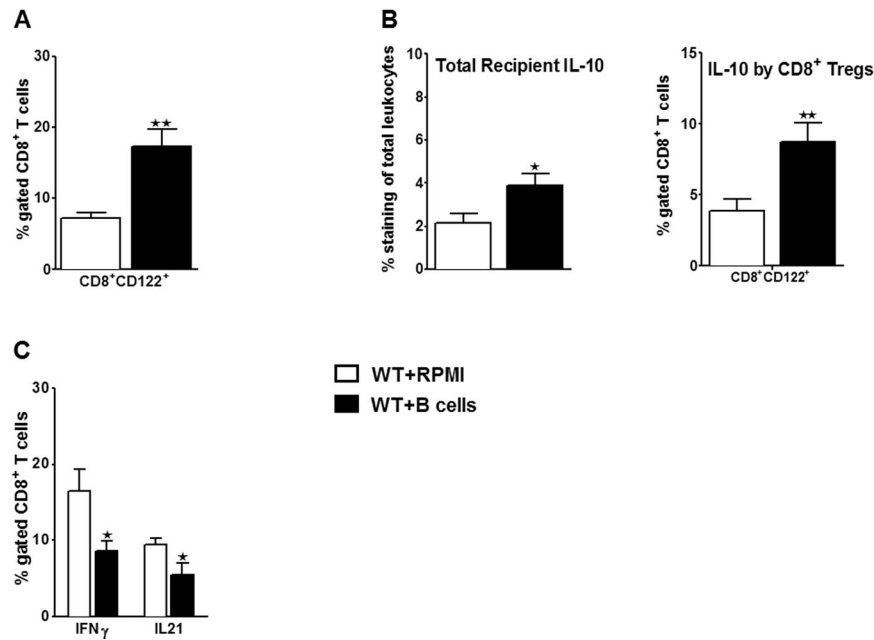 A
% gated CD8⁺ T cells
30
20
10
0
★★
CD8⁺CD122⁺
B
% staining of total leukocytes
10
8
6
4
2
0
Total Recipient IL-10
★
% gated CD8⁺ T cells
15
10
5
0
IL-10 by CD8⁺ Tregs
★★
CD8⁺CD122⁺
C
% gated CD8⁺ T cells
30
20
10
0
★
★
IFNγ IL21
WT+RPMI
WT+B cells